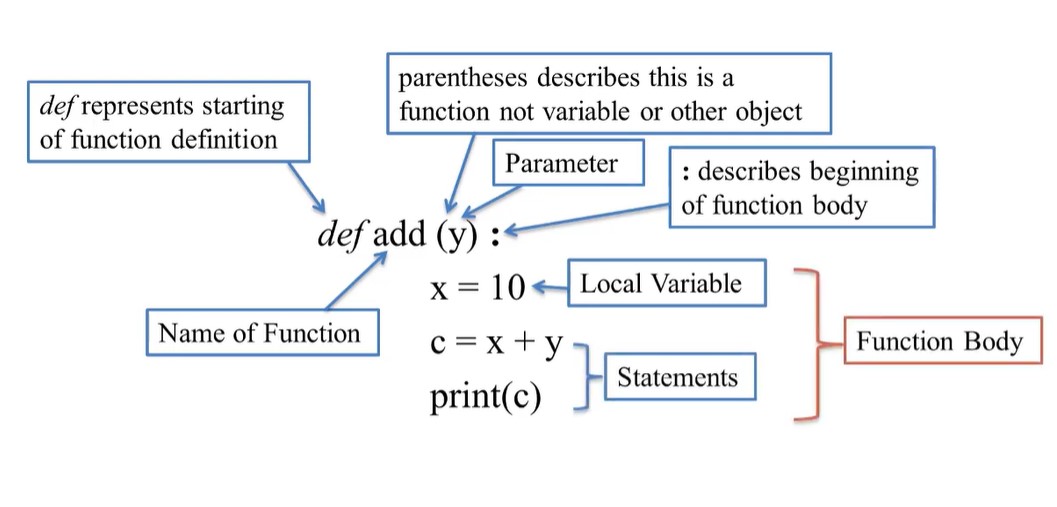 parentheses describes this is a
function not variable or other object
def represents starting
of function definition
Parameter
: describes beginning
of function body
def add (y) :
x = 10
Local Variable
Name of Function
c = x + y
Function Body
Statements
print(c)